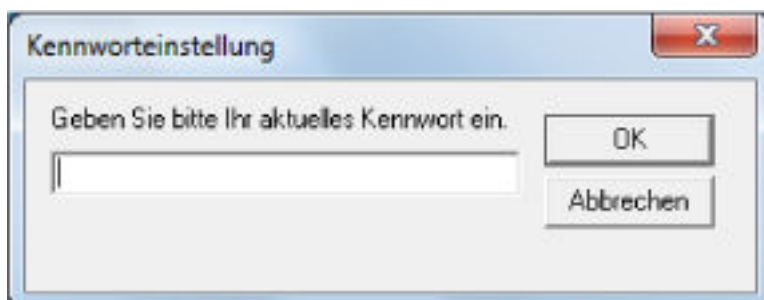 Kennworteinstellung
Geben Sie bitte Ihr aktuelles Kennwort ein.
OK
Abbrechen